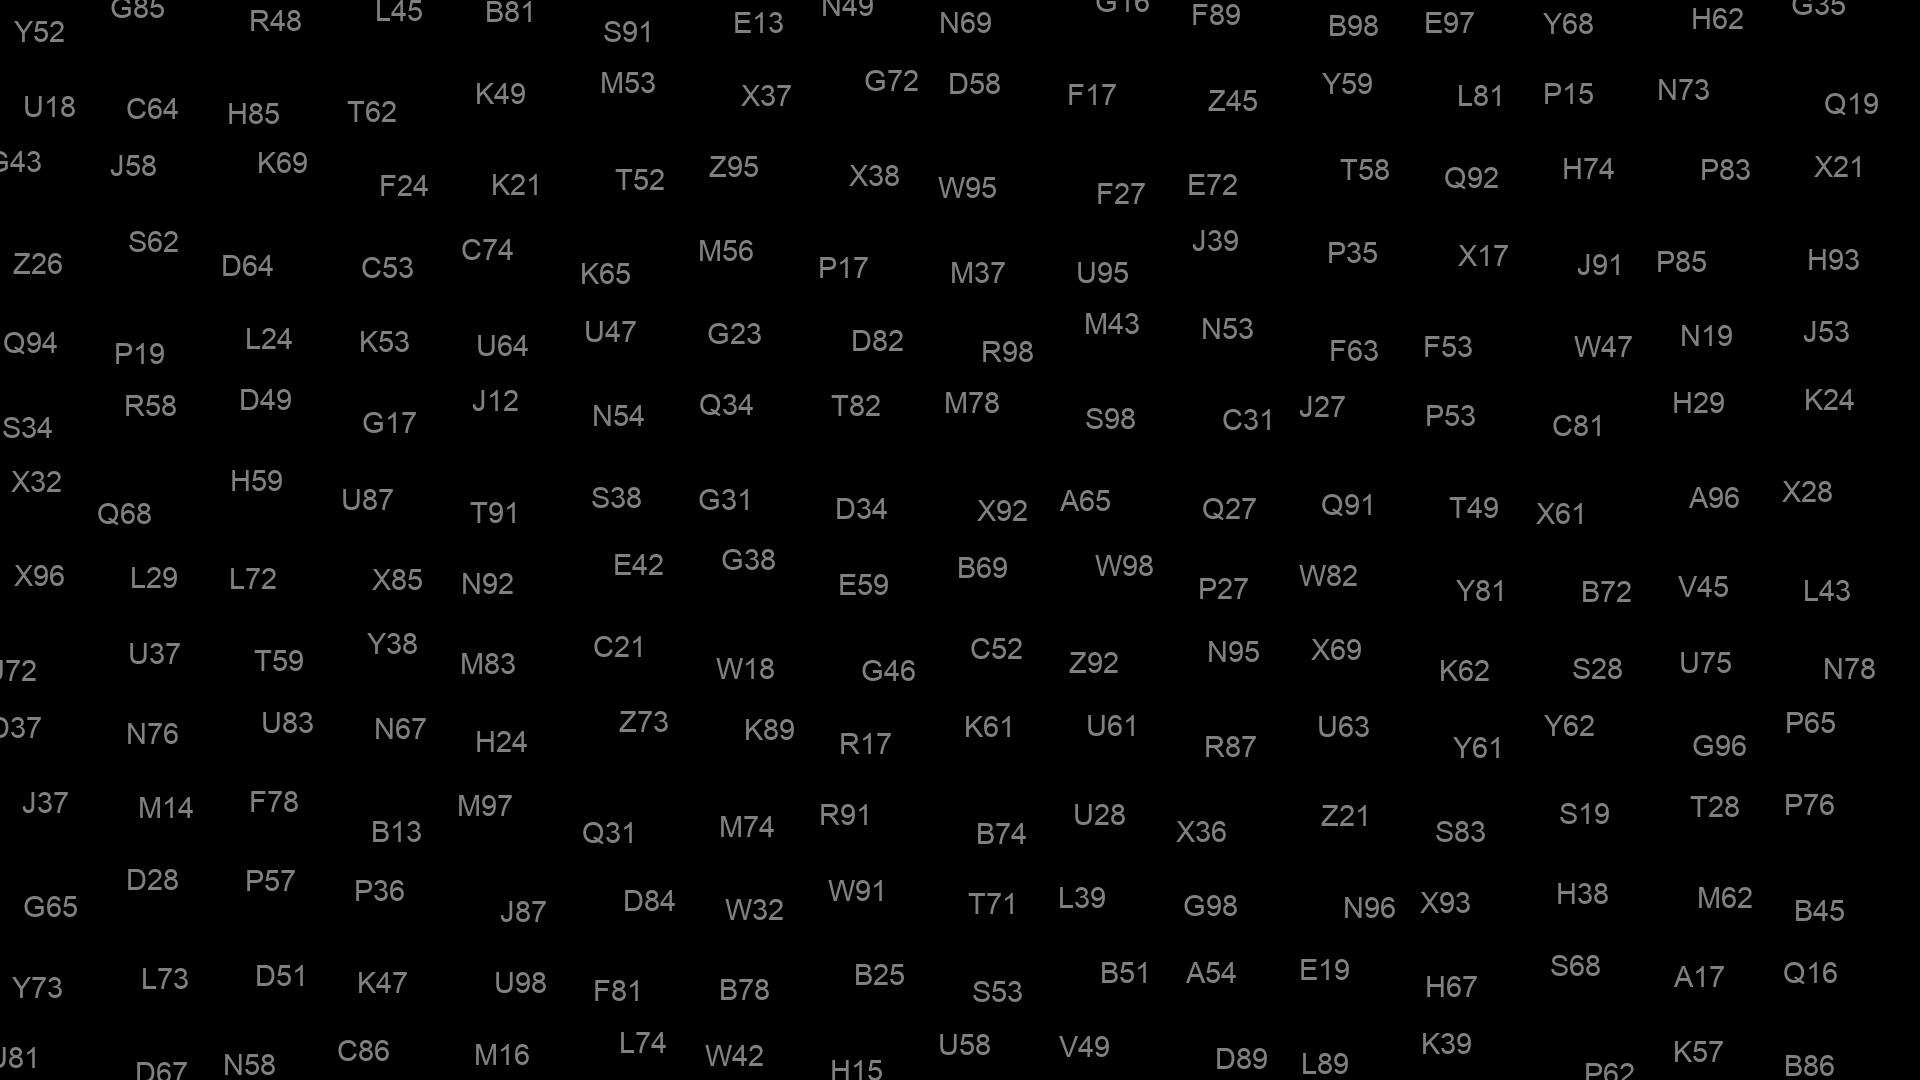 Y52 G85 R48 L45 B81 S91 E13 N49 N69 G16 F89 B98 E97 Y68 H62 G35
U18 C64 H85 T62 K49 M53 X37 G72 D58 F17 Z45 Y59 L81 P15 N73 Q19
G43 J58 K69 F24 K21 T52 Z95 X38 W95 F27 E72 T58 Q92 H74 P83 X21
Z26 S62 D64 C53 C74 K65 M56 P17 M37 U95 J39 P35 X17 J91 P85 H93
Q94 P19 L24 K53 U64 U47 G23 D82 R98 M43 N53 F63 F53 W47 N19 J53
S34 R58 D49 G17 J12 N54 Q34 T82 M78 S98 C31 J27 P53 C81 H29 K24
X32 Q68 H59 U87 T91 S38 G31 D34 X92 A65 Q27 Q91 T49 X61 A96 X28
X96 L29 L72 X85 N92 E42 G38 E59 B69 W98 P27 W82 Y81 B72 V45 L43
U37 T59 Y38 M83 C21 W18 G46 C52 Z92 N95 X69 K62 S28 U75 N78
N76 U83 N67 H24 Z73 K89 R17 K61 U61 R87 U63 Y61 Y62 G96 P65
J37 M14 F78 B13 M97 Q31 M74 R91 B74 U28 X36 Z21 S83 S19 T28 P76
G65 D28 P57 P36 J87 D84 W32 W91 T71 L39 G98 N96 X93 H38 M62 B45
Y73 L73 D51 K47 U98 F81 B78 B25 S53 B51 A54 E19 H67 S68 A17 Q16
D67 N58 C86 M16 L74 W42 H15 U58 V49 D89 L89 K39 P62 K57 B86